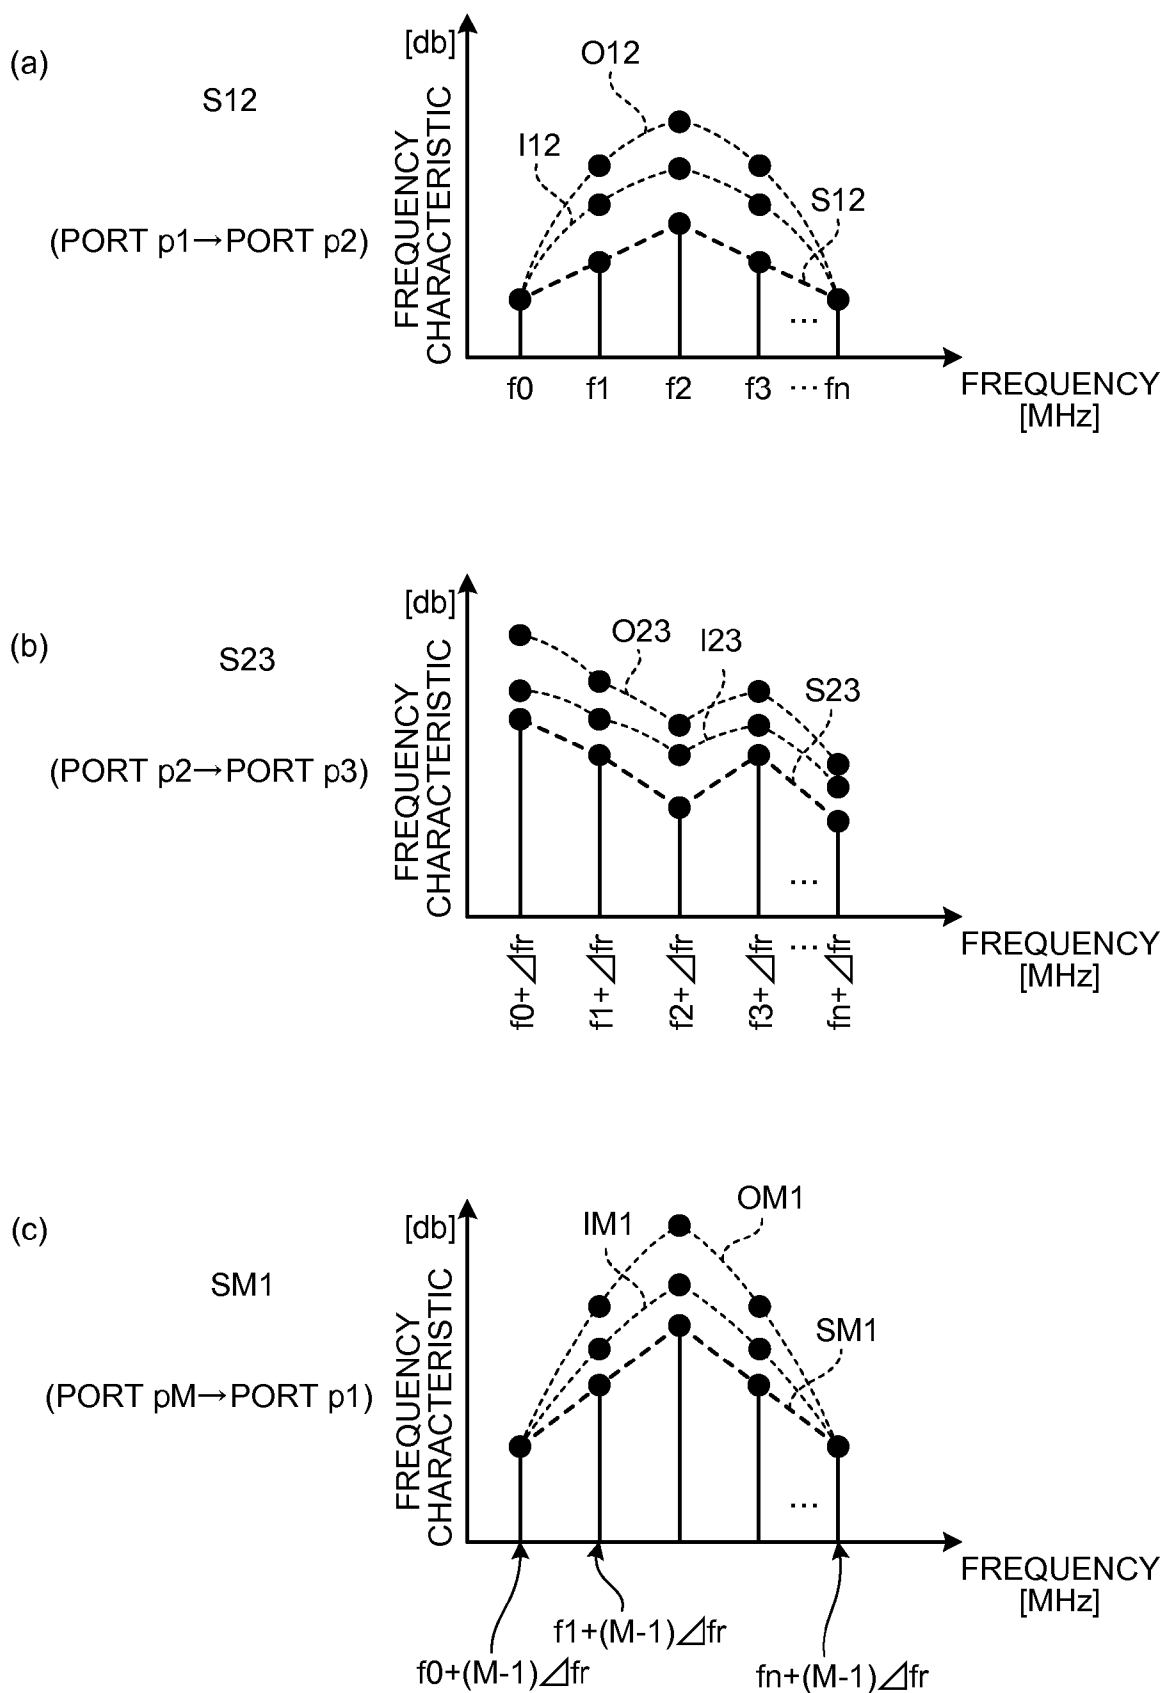 (a)
S12
(PORT p1→PORT p2)
[db]
FREQUENCY
CHARACTERISTIC
O12
I12
S12
...
f0 f1 f2 f3 ... fn
FREQUENCY
[MHz]
(b)
S23
(PORT p2→PORT p3)
[db]
FREQUENCY
CHARACTERISTIC
O23
I23
S23
...
f0+⊿fr f1+⊿fr f2+⊿fr f3+⊿fr ... fn+⊿fr
FREQUENCY
[MHz]
(c)
SM1
(PORT pM→PORT p1)
[db]
FREQUENCY
CHARACTERISTIC
IM1
OM1
SM1
...
FREQUENCY
[MHz]
f1+(M-1)⊿fr
f0+(M-1)⊿fr
fn+(M-1)⊿fr